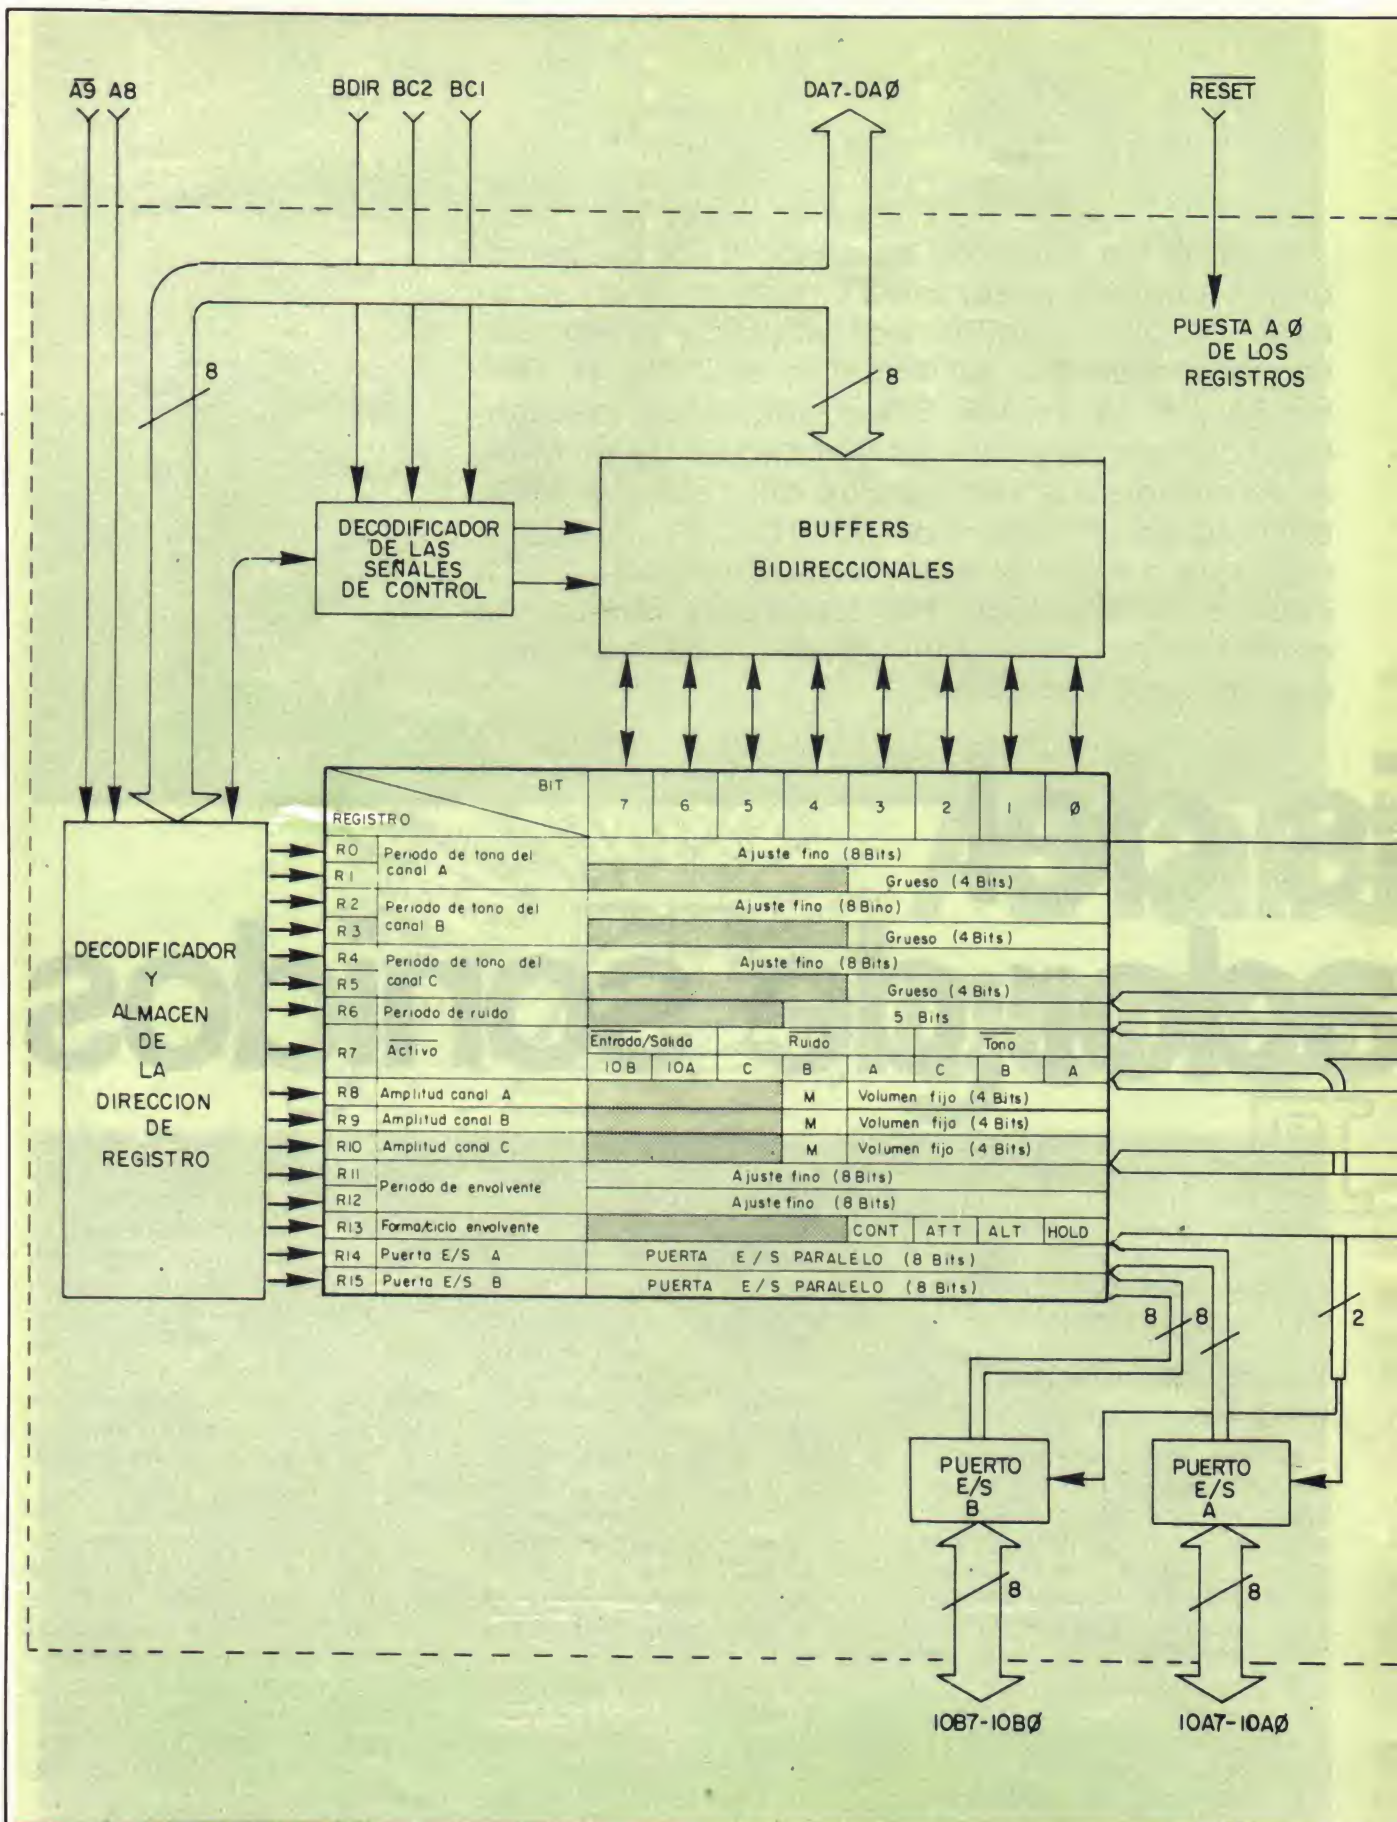 A9 A8 BDIR BC2 BC1 DA7-DAØ RESET
PUESTA A Ø
DE LOS
REGISTROS
8
8
DECODIFICADOR
DE LAS
SEÑALES
DE CONTROL
BUFFERS
BIDIRECCIONALES
DECODIFICADOR
Y
ALMACEN
DE
LA
DIRECCION
DE
REGISTRO
BIT
REGISTRO
7 6 5 4 3 2 1 Ø
R0 Periodo de tono del canal A Ajuste fino (8 Bits)
R1 Grueso (4 Bits)
R2 Periodo de tono del canal B Ajuste fino (8 Bino)
R3 Grueso (4 Bits)
R4 Periodo de tono del canal C Ajuste fino (8 Bits)
R5 Grueso (4 Bits)
R6 Periodo de ruido 5 Bits
R7 Activo Entrada/Salida Ruido Tono
IOB IOA C B A C B A
R8 Amplitud canal A M Volumen fijo (4 Bits)
R9 Amplitud canal B M Volumen fijo (4 Bits)
R10 Amplitud canal C M Volumen fijo (4 Bits)
R11 Periodo de envolvente Ajuste fino (8 Bits)
R12 Ajuste fino (8 Bits)
R13 Forma/ciclo envolvente CONT ATT ALT HOLD
R14 Puerta E/S A PUERTA E/S PARALELO (8 Bits)
R15 Puerta E/S B PUERTA E/S PARALELO (8 Bits)
8 8 2
PUERTO
E/S
B
PUERTO
E/S
A
8 8
IOB7-IOBØ IOA7-IOAØ